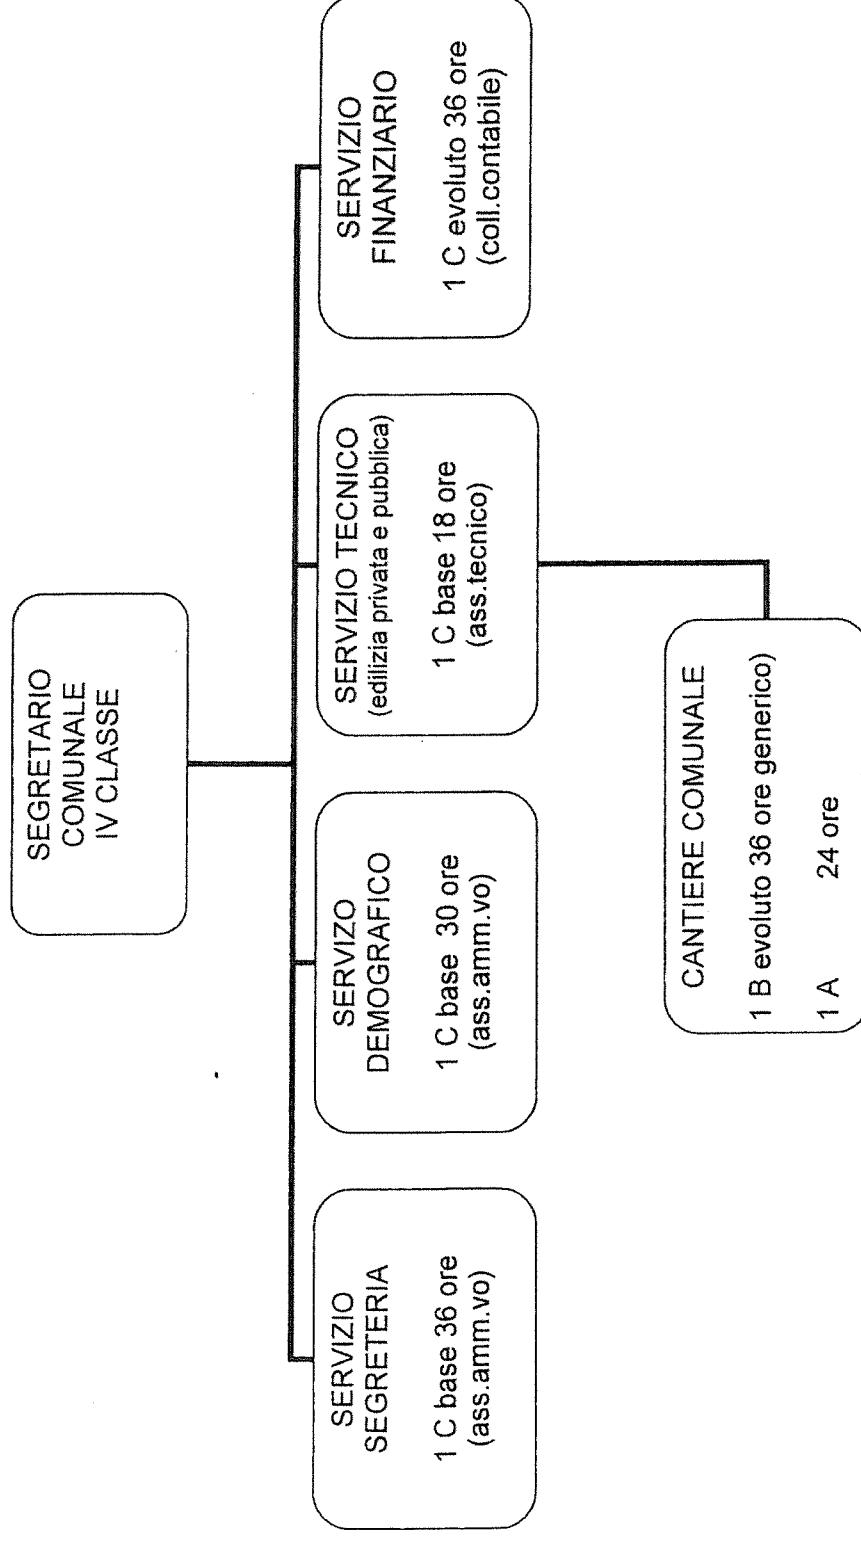 SEGRETARIO
COMUNALE
IV CLASSE
SERVIZIO
SEGRETERIA
1 C base 36 ore
(ass.amm.vo)
SERVIZO
DEMOGRAFICO
1 C base 30 ore
(ass.amm.vo)
SERVIZIO TECNICO
(edilizia privata e pubblica)
1 C base 18 ore
(ass.tecnico)
SERVIZIO
FINANZIARIO
1 C evoluto 36 ore
(coll.contabile)
CANTIERE COMUNALE
1 B evoluto 36 ore generico)
1 A 24 ore